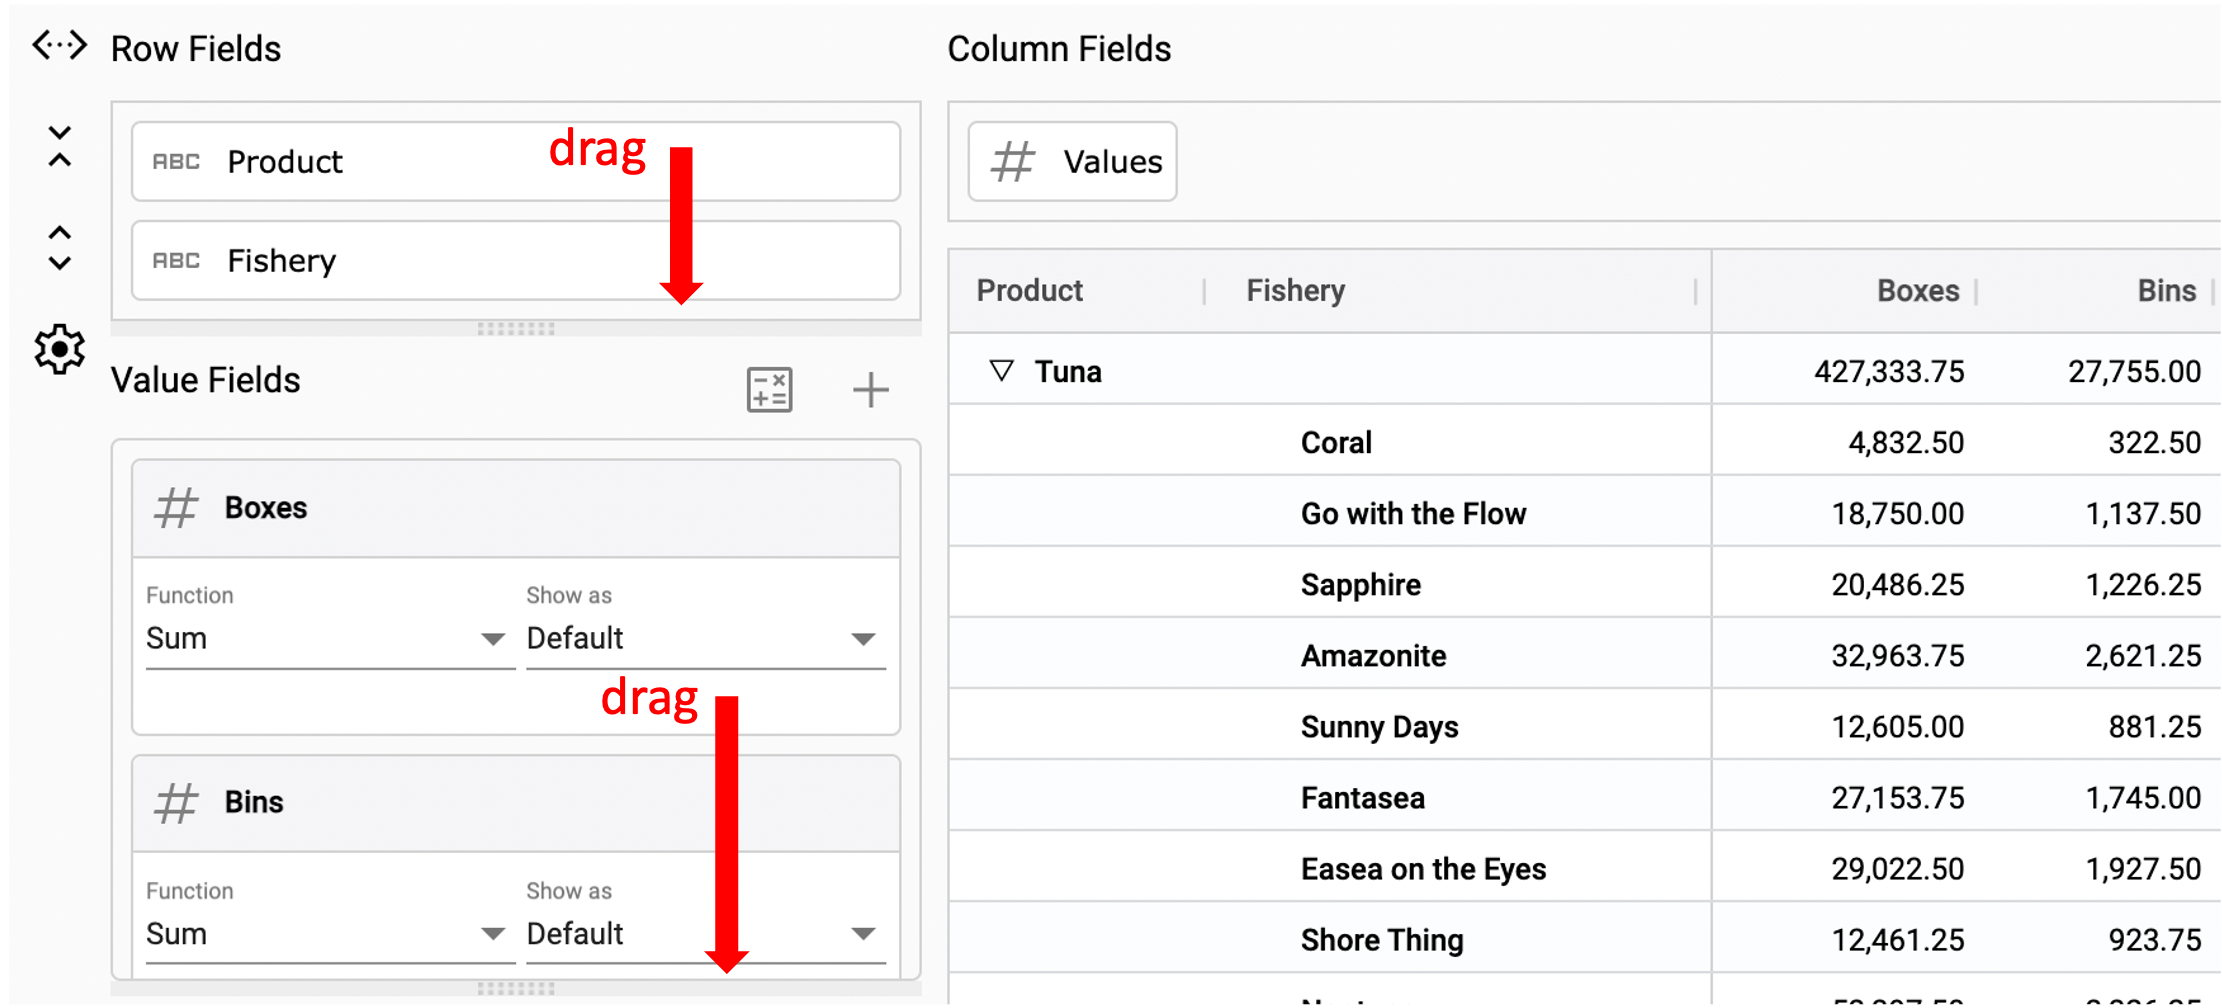 Row Fields
Column Fields
ABC Product
ABC Fishery
drag
# Values
Value Fields
# Boxes
Function Show as
Sum Default
drag
# Bins
Function Show as
Sum Default
Product Fishery Boxes Bins
Tuna 427,333.75 27,755.00
Coral 4,832.50 322.50
Go with the Flow 18,750.00 1,137.50
Sapphire 20,486.25 1,226.25
Amazonite 32,963.75 2,621.25
Sunny Days 12,605.00 881.25
Fantasea 27,153.75 1,745.00
Easea on the Eyes 29,022.50 1,927.50
Shore Thing 12,461.25 923.75